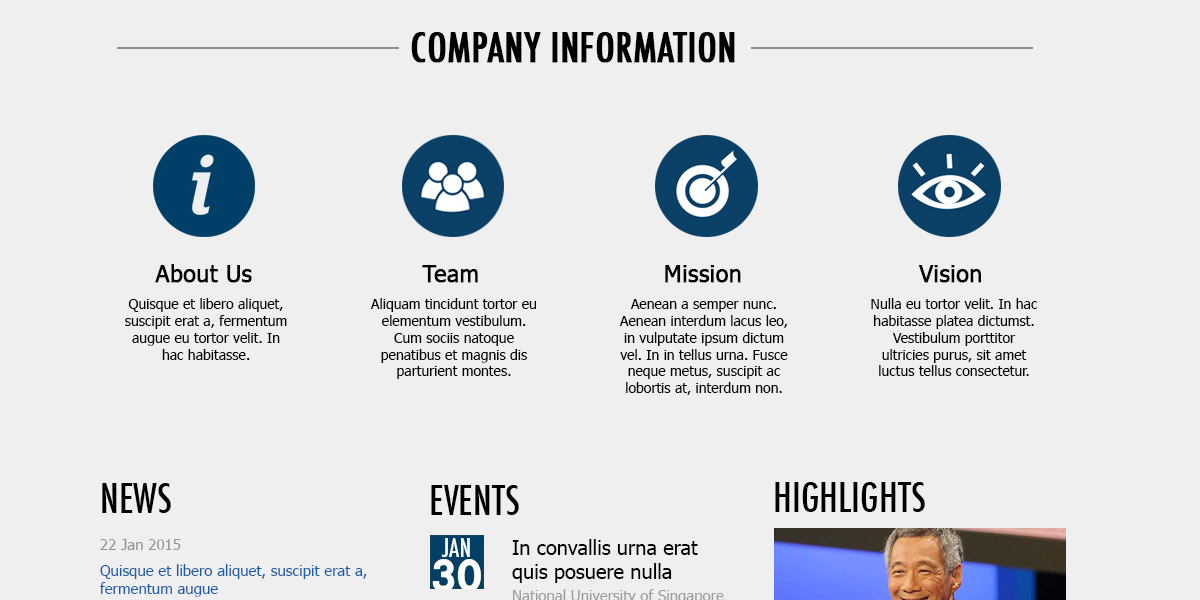 COMPANY INFORMATION
About Us
Quisque et libero aliquet,
suscipit erat a, fermentum
augue eu tortor velit. In
hac habitasse.
Team
Aliquam tincidunt tortor eu
elementum vestibulum.
Cum sociis natoque
penatibus et magnis dis
parturient montes.
Mission
Aenean a semper nunc.
Aenean interdum lacus leo,
in vulputate ipsum dictum
vel. In in tellus urna. Fusce
neque metus, suscipit ac
lobortis at, interdum non.
Vision
Nulla eu tortor velit. In hac
habitasse platea dictumst.
Vestibulum porttitor
ultricies purus, sit amet
luctus tellus consectetur.
NEWS
22 Jan 2015
Quisque et libero aliquet, suscipit erat a,
fermentum augue
EVENTS
JAN
30
In convallis urna erat
quis posuere nulla
National University of Singapore
HIGHLIGHTS